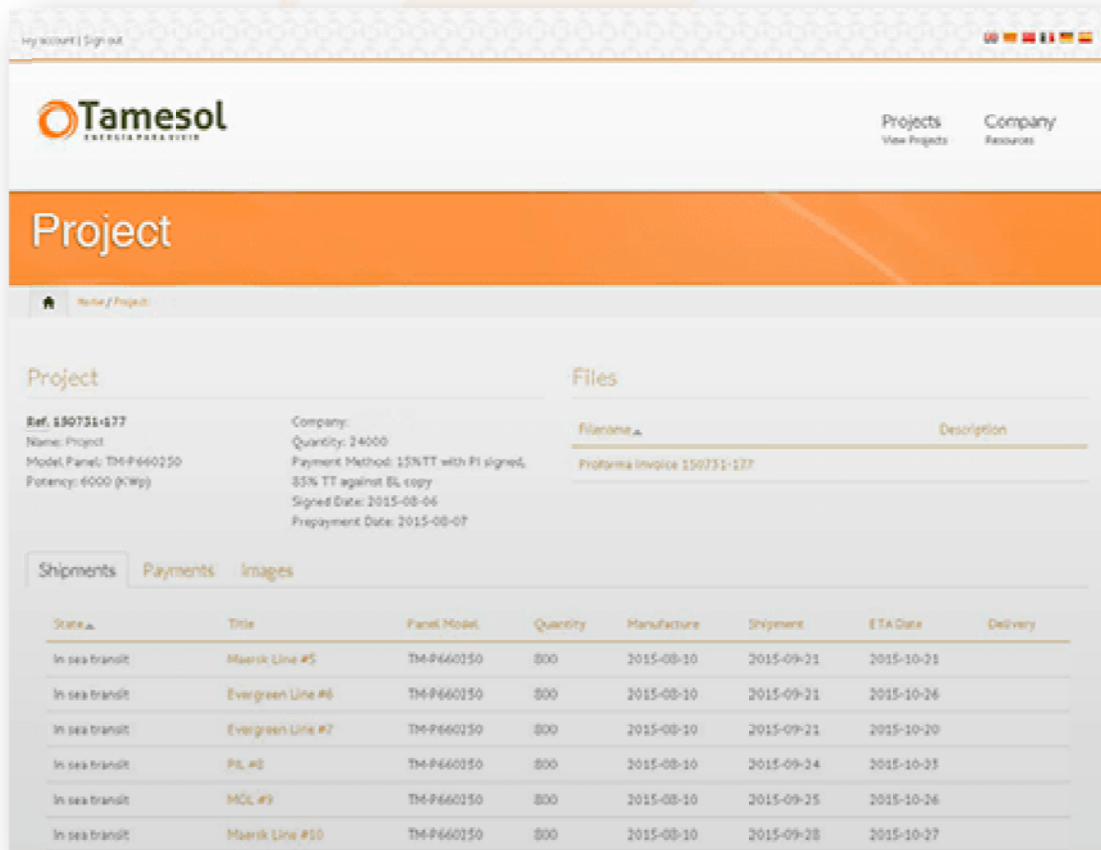 My account | Sign out
Tamesol
ENERGÍA PARA VIVIR
Projects
View Projects
Company
Resources
Project
Home / Project
Project
Ref. 150731-177
Name: Project
Model Panel: TM-P660250
Potency: 6000 (KWp)
Company:
Quantity: 24000
Payment Method: 15%TT with PI signed,
85% TT against BL copy
Signed Date: 2015-08-06
Prepayment Date: 2015-08-07
Files
Filename Description
Proforma Invoice 150731-177
Shipments Payments Images
State Title Panel Model Quantity Manufacture Shipment ETA Date Delivery
In sea transit Maersk Line #5 TM-P660250 800 2015-08-10 2015-09-21 2015-10-21
In sea transit Evergreen Line #6 TM-P660250 800 2015-08-10 2015-09-21 2015-10-26
In sea transit Evergreen Line #7 TM-P660250 800 2015-08-10 2015-09-21 2015-10-20
In sea transit PIL #8 TM-P660250 800 2015-08-10 2015-09-24 2015-10-23
In sea transit MOL #9 TM-P660250 800 2015-08-10 2015-09-25 2015-10-26
In sea transit Maersk Line #10 TM-P660250 800 2015-08-10 2015-09-28 2015-10-27